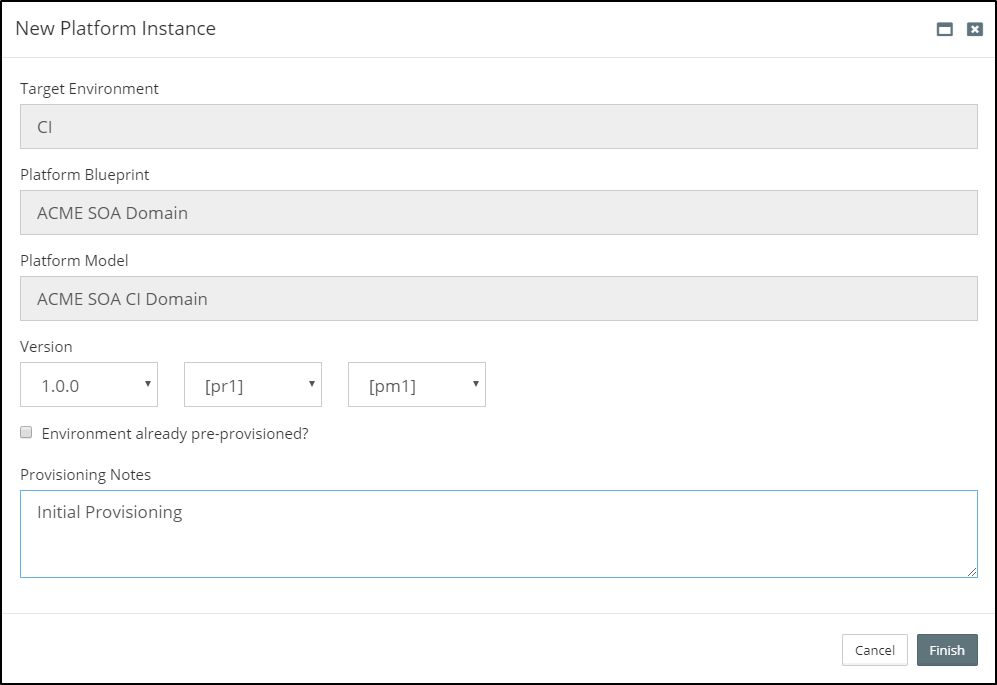 New Platform Instance
Target Environment
CI
Platform Blueprint
ACME SOA Domain
Platform Model
ACME SOA CI Domain
Version
1.0.0 [pr1] [pm1]
Environment already pre-provisioned?
Provisioning Notes
Initial Provisioning
Cancel Finish